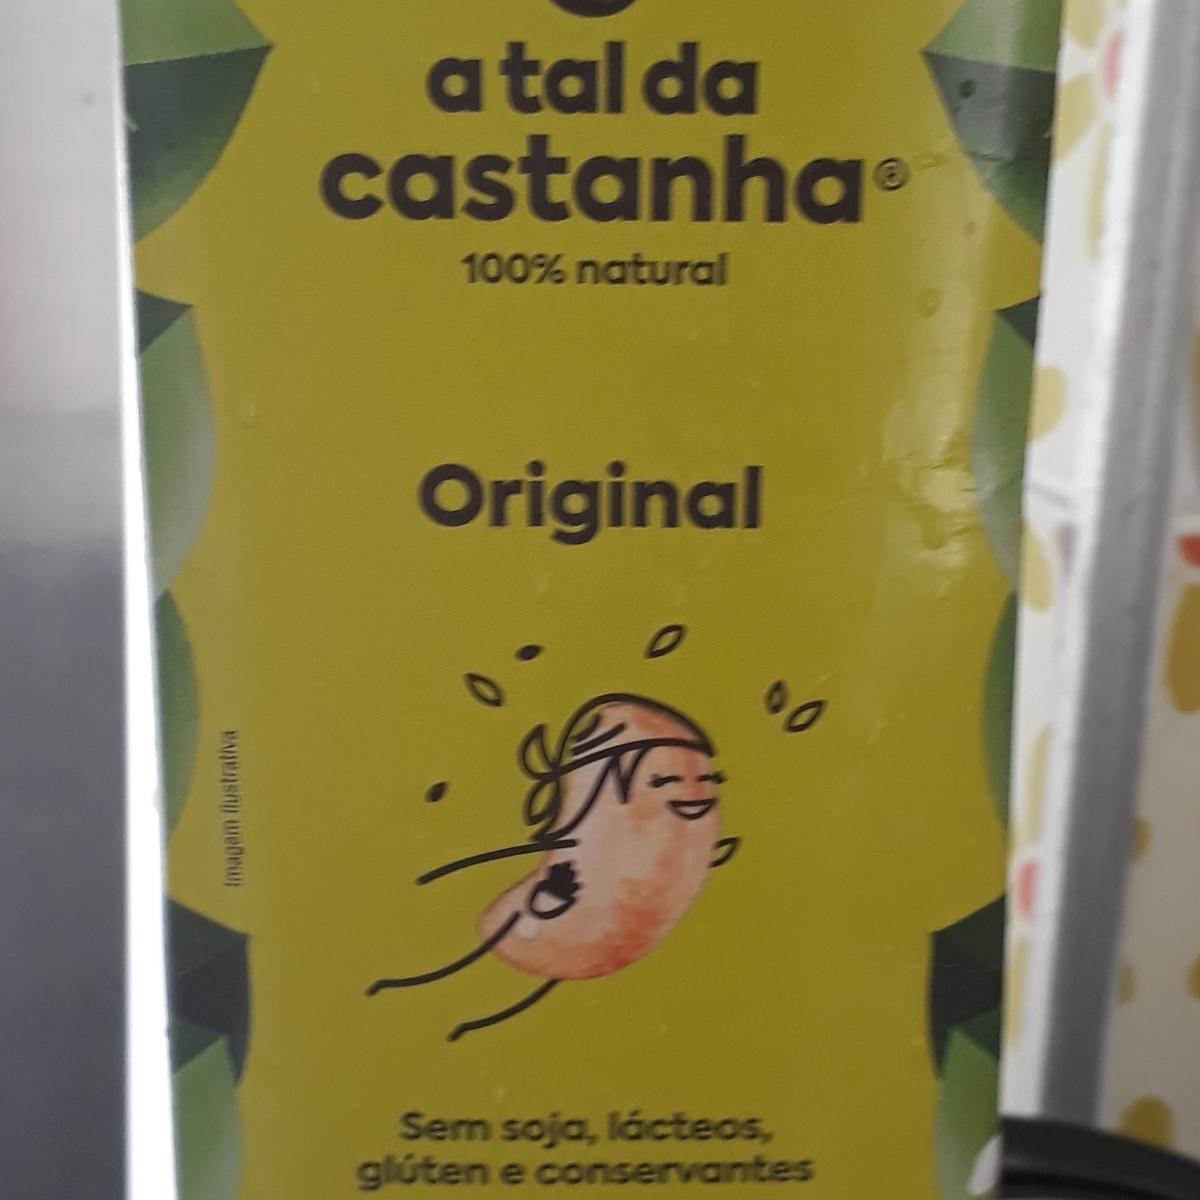 a tal da
castanha®
100% natural
Original
Imagem ilustrativa
Sem soja, lácteos,
glúten e conservantes